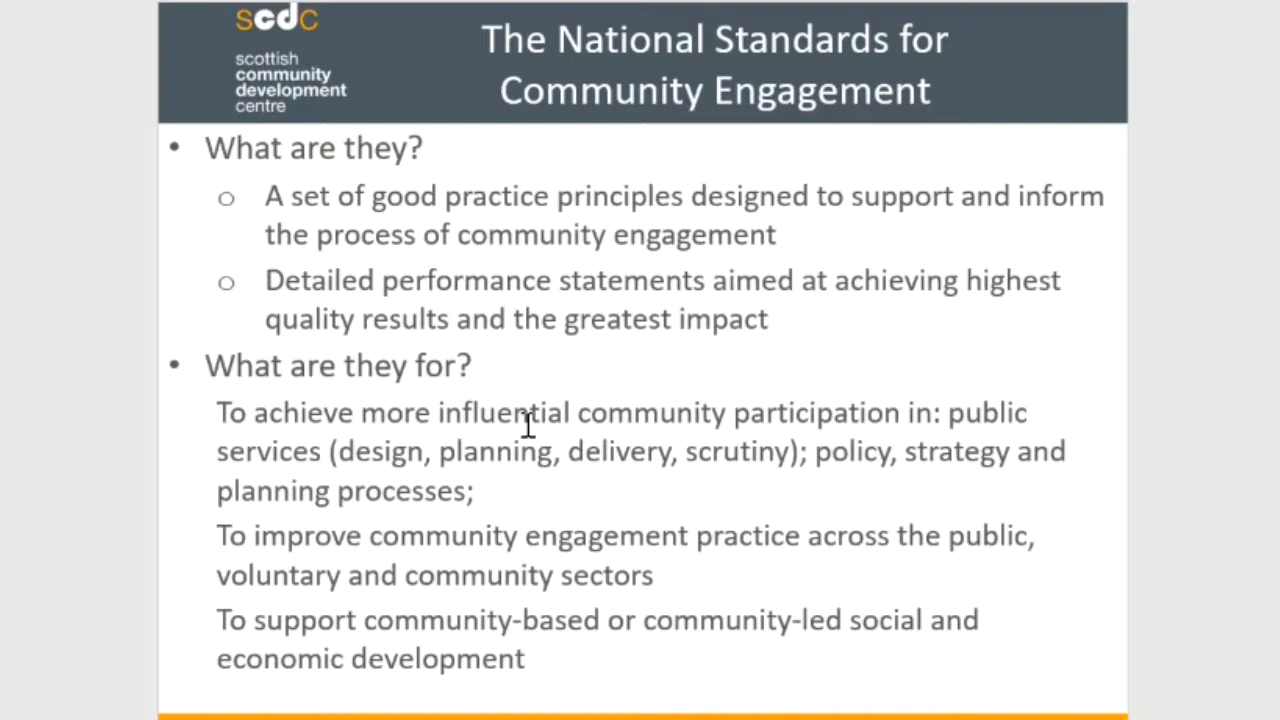 scdc
scottish
community
development
centre
The National Standards for
Community Engagement
• What are they?
o A set of good practice principles designed to support and inform
the process of community engagement
o Detailed performance statements aimed at achieving highest
quality results and the greatest impact
• What are they for?
To achieve more influential community participation in: public
services (design, planning, delivery, scrutiny); policy, strategy and
planning processes;
To improve community engagement practice across the public,
voluntary and community sectors
To support community-based or community-led social and
economic development